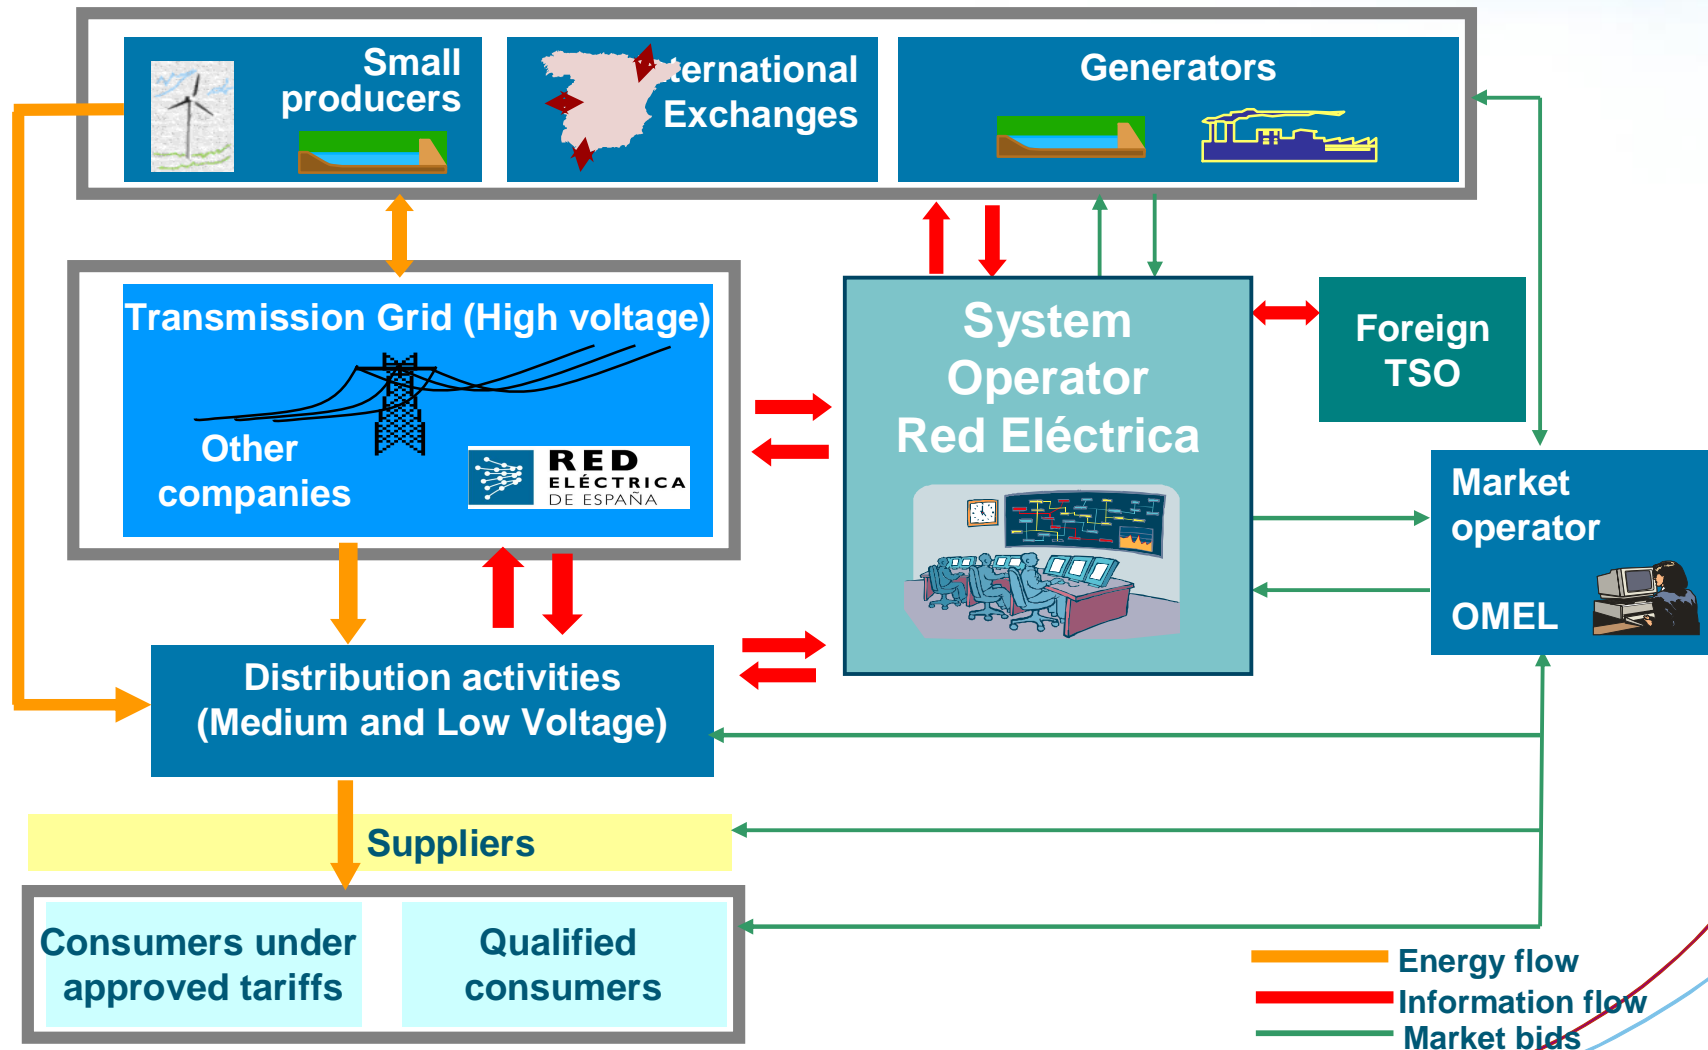 Small
producers
ternational
Exchanges
Generators
Transmission Grid (High voltage)
Other
companies
RED
ELÉCTRICA
DE ESPAÑA
System
Operator
Red Eléctrica
Foreign
TSO
Market
operator
OMEL
Distribution activities
(Medium and Low Voltage)
Suppliers
Consumers under
approved tariffs
Qualified
consumers
Energy flow
Information flow
Market bids